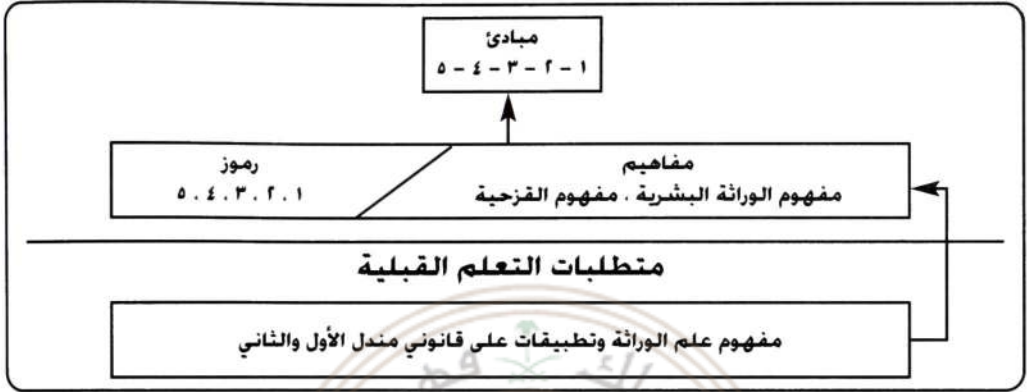 مبادئ
١ - ٢ - ٣ - ٤ - ٥
مفاهيم
مفهوم الوراثة البشرية ، مفهوم القزحية
رموز
١ ، ٢ ، ٣ ، ٤ ، ٥
متطلبات التعلم القبلية
مفهوم علم الوراثة وتطبيقات على قانوني مندل الأول والثاني